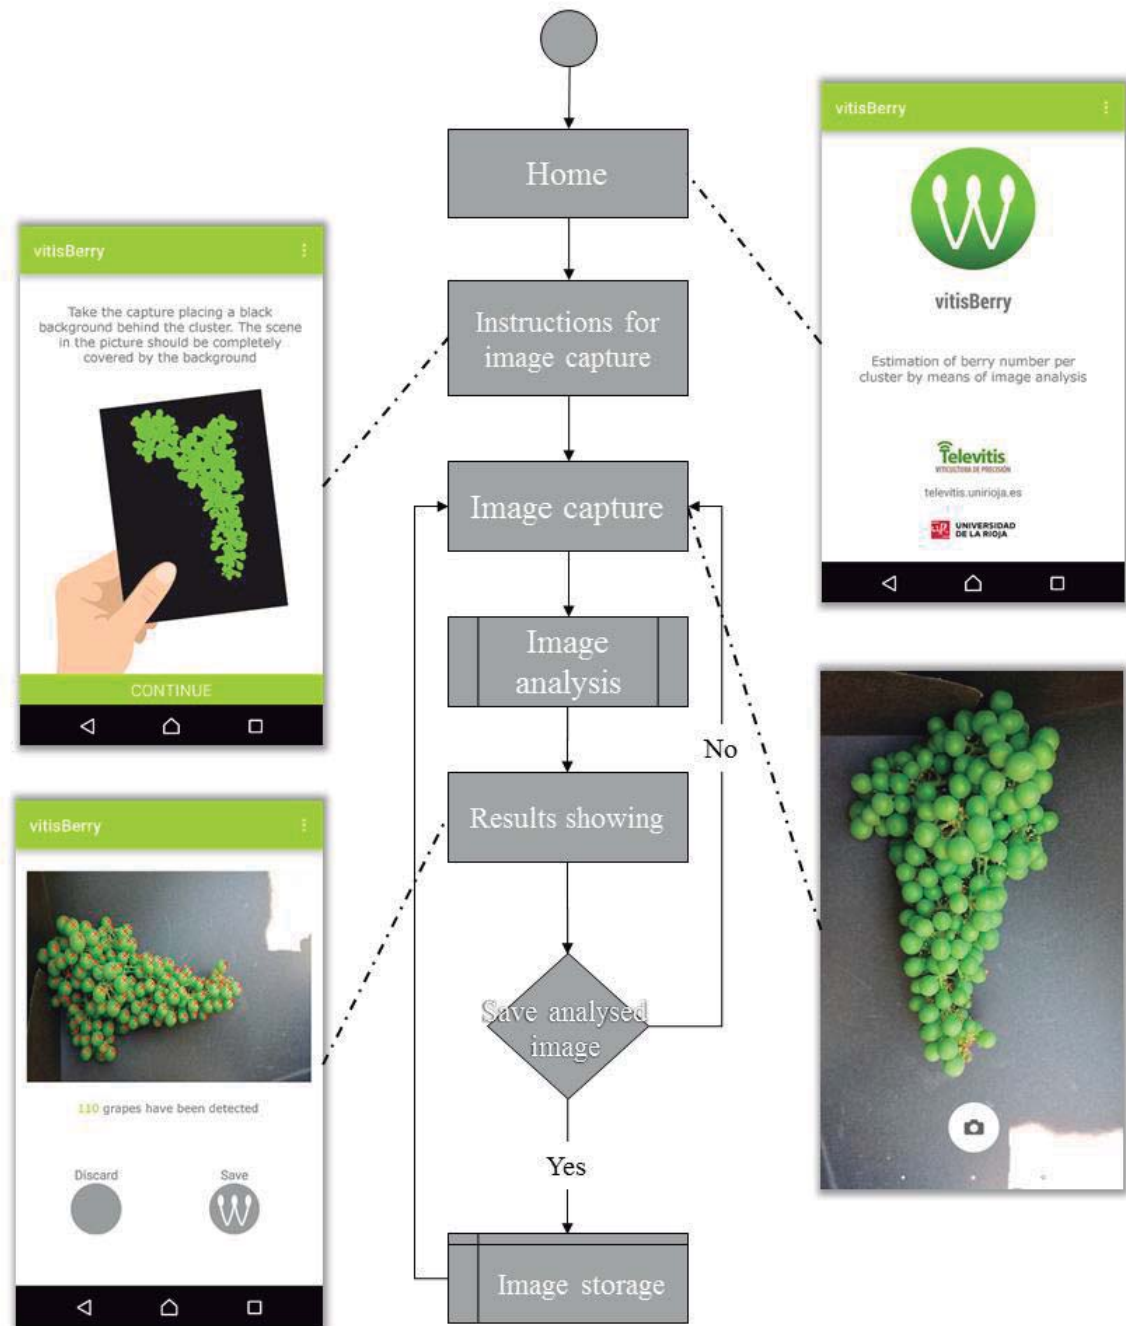 Home
vitisBerry
vitisBerry
Estimation of berry number per
cluster by means of image analysis
Televitis
VITICULTURA DE PRECISIÓN
televitis.unirioja.es
UNIVERSIDAD
DE LA RIOJA
vitisBerry
Take the capture placing a black
background behind the cluster. The scene
in the picture should be completely
covered by the background
CONTINUE
Instructions for
image capture
Image capture
Image
analysis
Results showing
No
vitisBerry
110 grapes have been detected
Discard
Save
Save analysed
image
Yes
Image storage